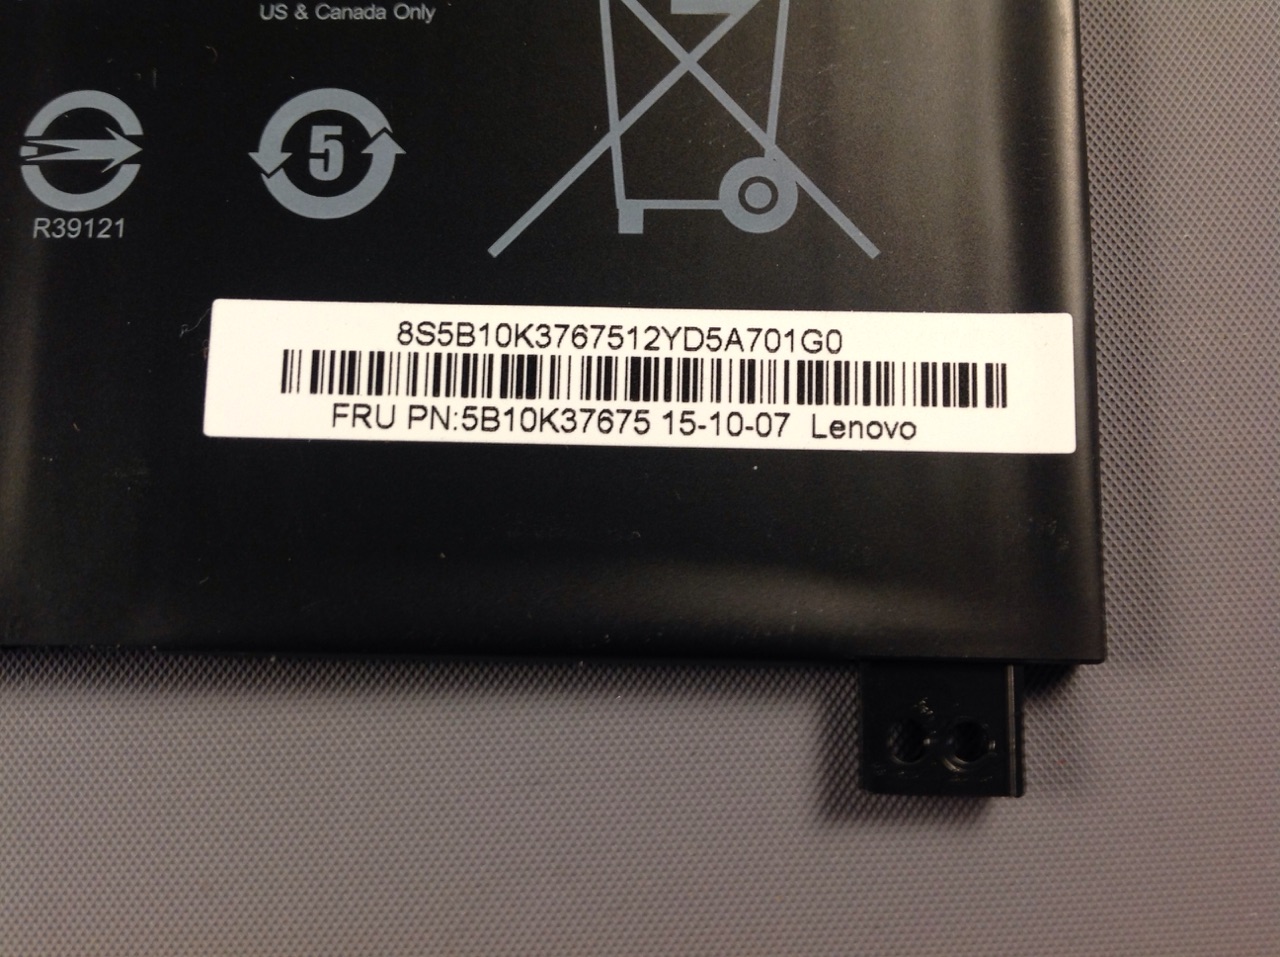 US & Canada Only
5
R39121
8S5B10K3767512YD5A701G0
FRU PN:5B10K37675 15-10-07 Lenovo